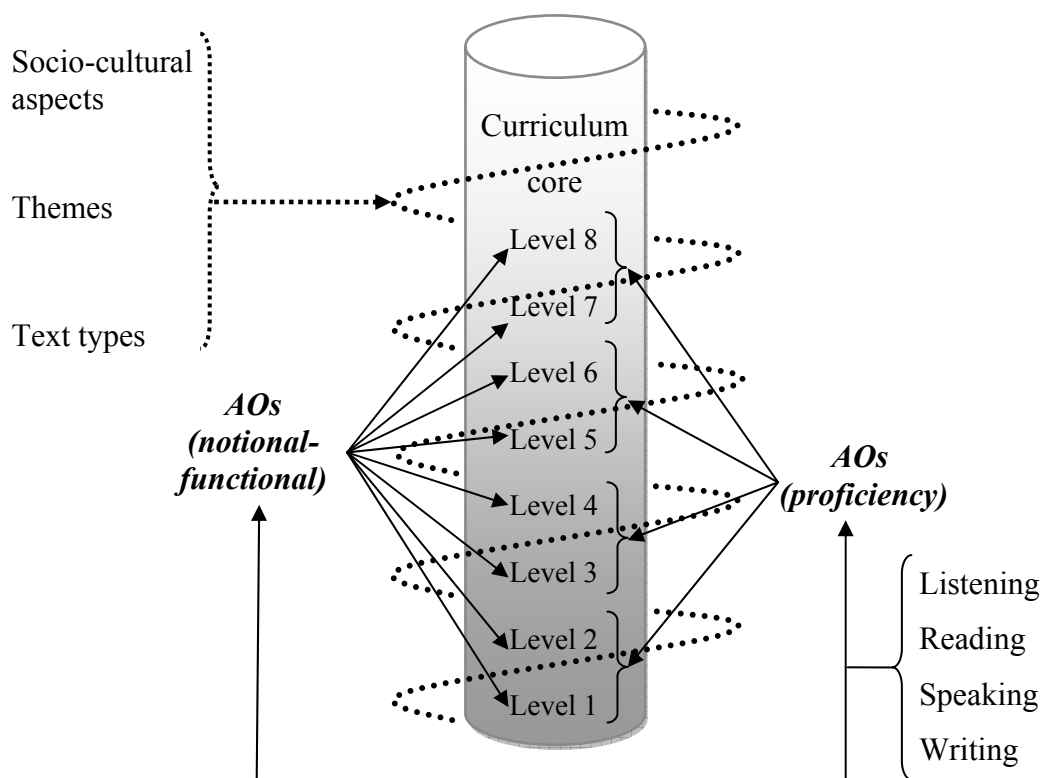 Socio-cultural
aspects
Themes
Text types
Curriculum
core
Level 8
Level 7
Level 6
Level 5
Level 4
Level 3
Level 2
Level 1
AOs
(notional-
functional)
AOs
(proficiency)
Listening
Reading
Speaking
Writing